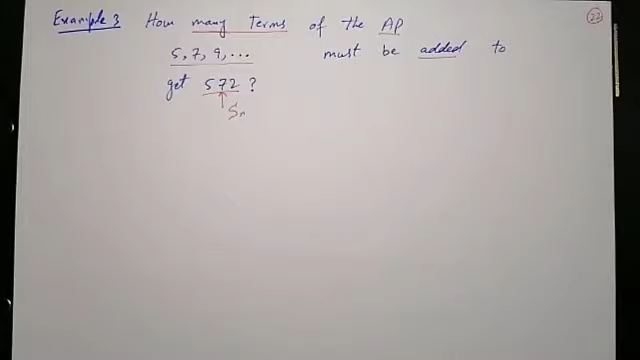 Example 3 How many terms of the AP
5, 7, 9, ... must be added to
get 572 ?
Sn
22